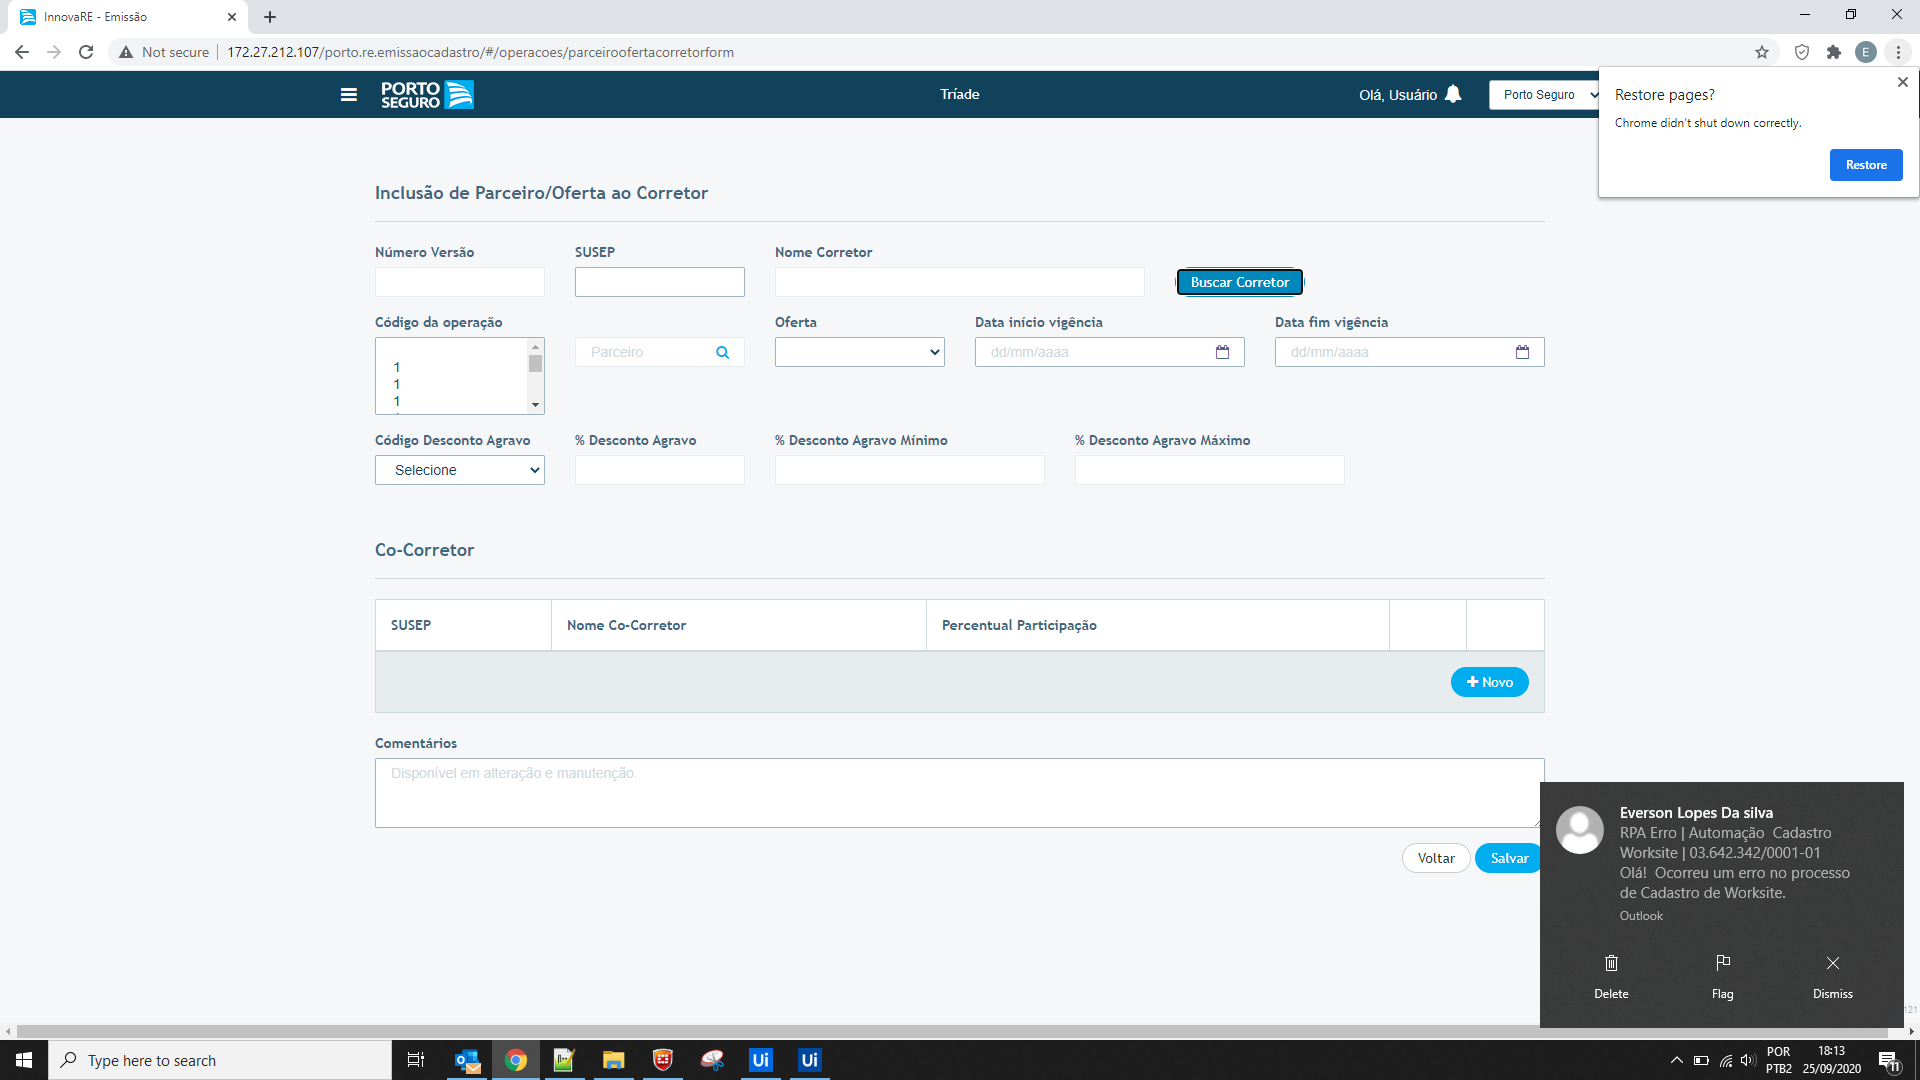 InnovaRE - Emissão
Not secure
172.27.212.107/porto.re.emissaocadastro/#/operacoes/parceiroofertacorretorform
E
PORTO
SEGURO
Tríade
Olá, Usuário
Porto Seguro
Restore pages?
Chrome didn't shut down correctly.
Restore
Inclusão de Parceiro/Oferta ao Corretor
Número Versão
SUSEP
Nome Corretor
Buscar Corretor
Código da operação
Oferta
Data início vigência
Data fim vigência
1
1
1
Parceiro
dd/mm/aaaa
dd/mm/aaaa
Código Desconto Agravo
% Desconto Agravo
% Desconto Agravo Mínimo
% Desconto Agravo Máximo
Selecione
Co-Corretor
SUSEP
Nome Co-Corretor
Percentual Participação
Novo
Comentários
Disponível em alteração e manutenção.
Voltar
Salvar
Everson Lopes Da silva
RPA Erro | Automação  Cadastro
Worksite | 03.642.342/0001-01
Olá!  Ocorreu um erro no processo
de Cadastro de Worksite.
Outlook
Delete
Flag
Dismiss
121
Type here to search
Ui
Ui
POR
PTB2
18:13
25/09/2020
11